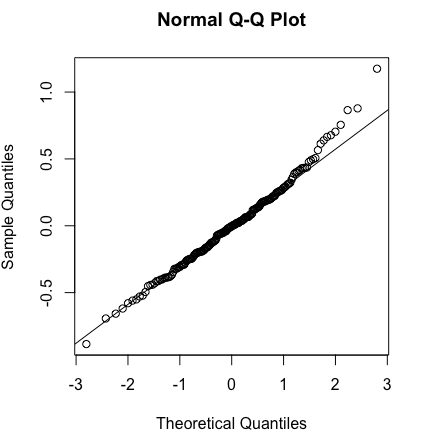 Normal Q-Q Plot
Sample Quantiles
1.0
0.5
0.0
-0.5
-3 -2 -1 0 1 2 3
Theoretical Quantiles